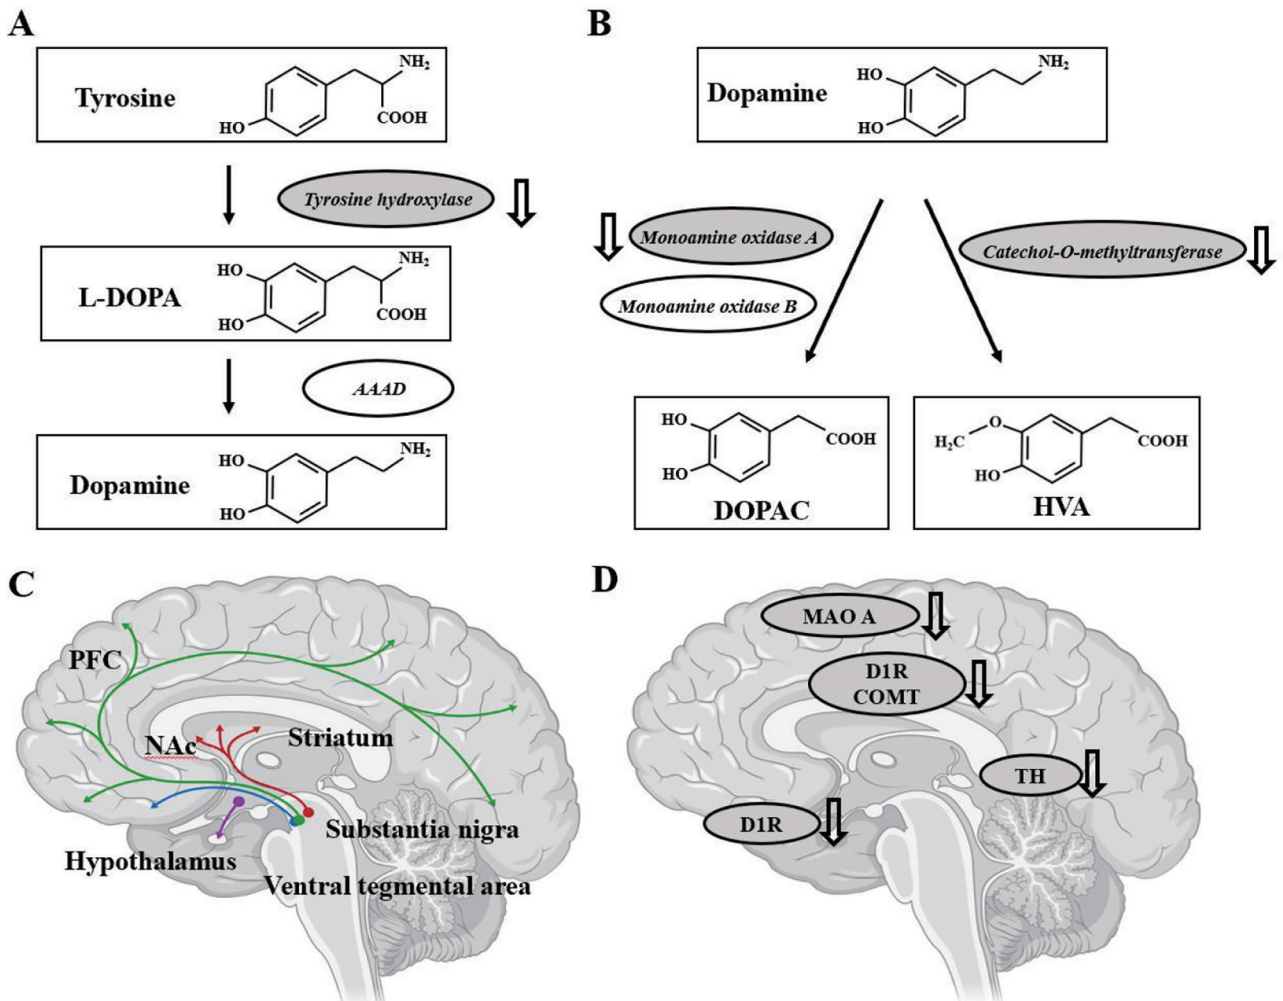 A
Tyrosine
NH₂
COOH
HO
Tyrosine hydroxylase
L-DOPA
HO
HO
NH₂
COOH
AAAD
Dopamine
HO
HO
NH₂
B
Dopamine
HO
HO
NH₂
Monoamine oxidase A
Monoamine oxidase B
Catechol-O-methyltransferase
HO
HO
COOH
DOPAC
H₂C
O
HO
COOH
HVA
C
PFC
NAc
Striatum
Substantia nigra
Hypothalamus
Ventral tegmental area
D
MAO A
D1R
COMT
TH
D1R